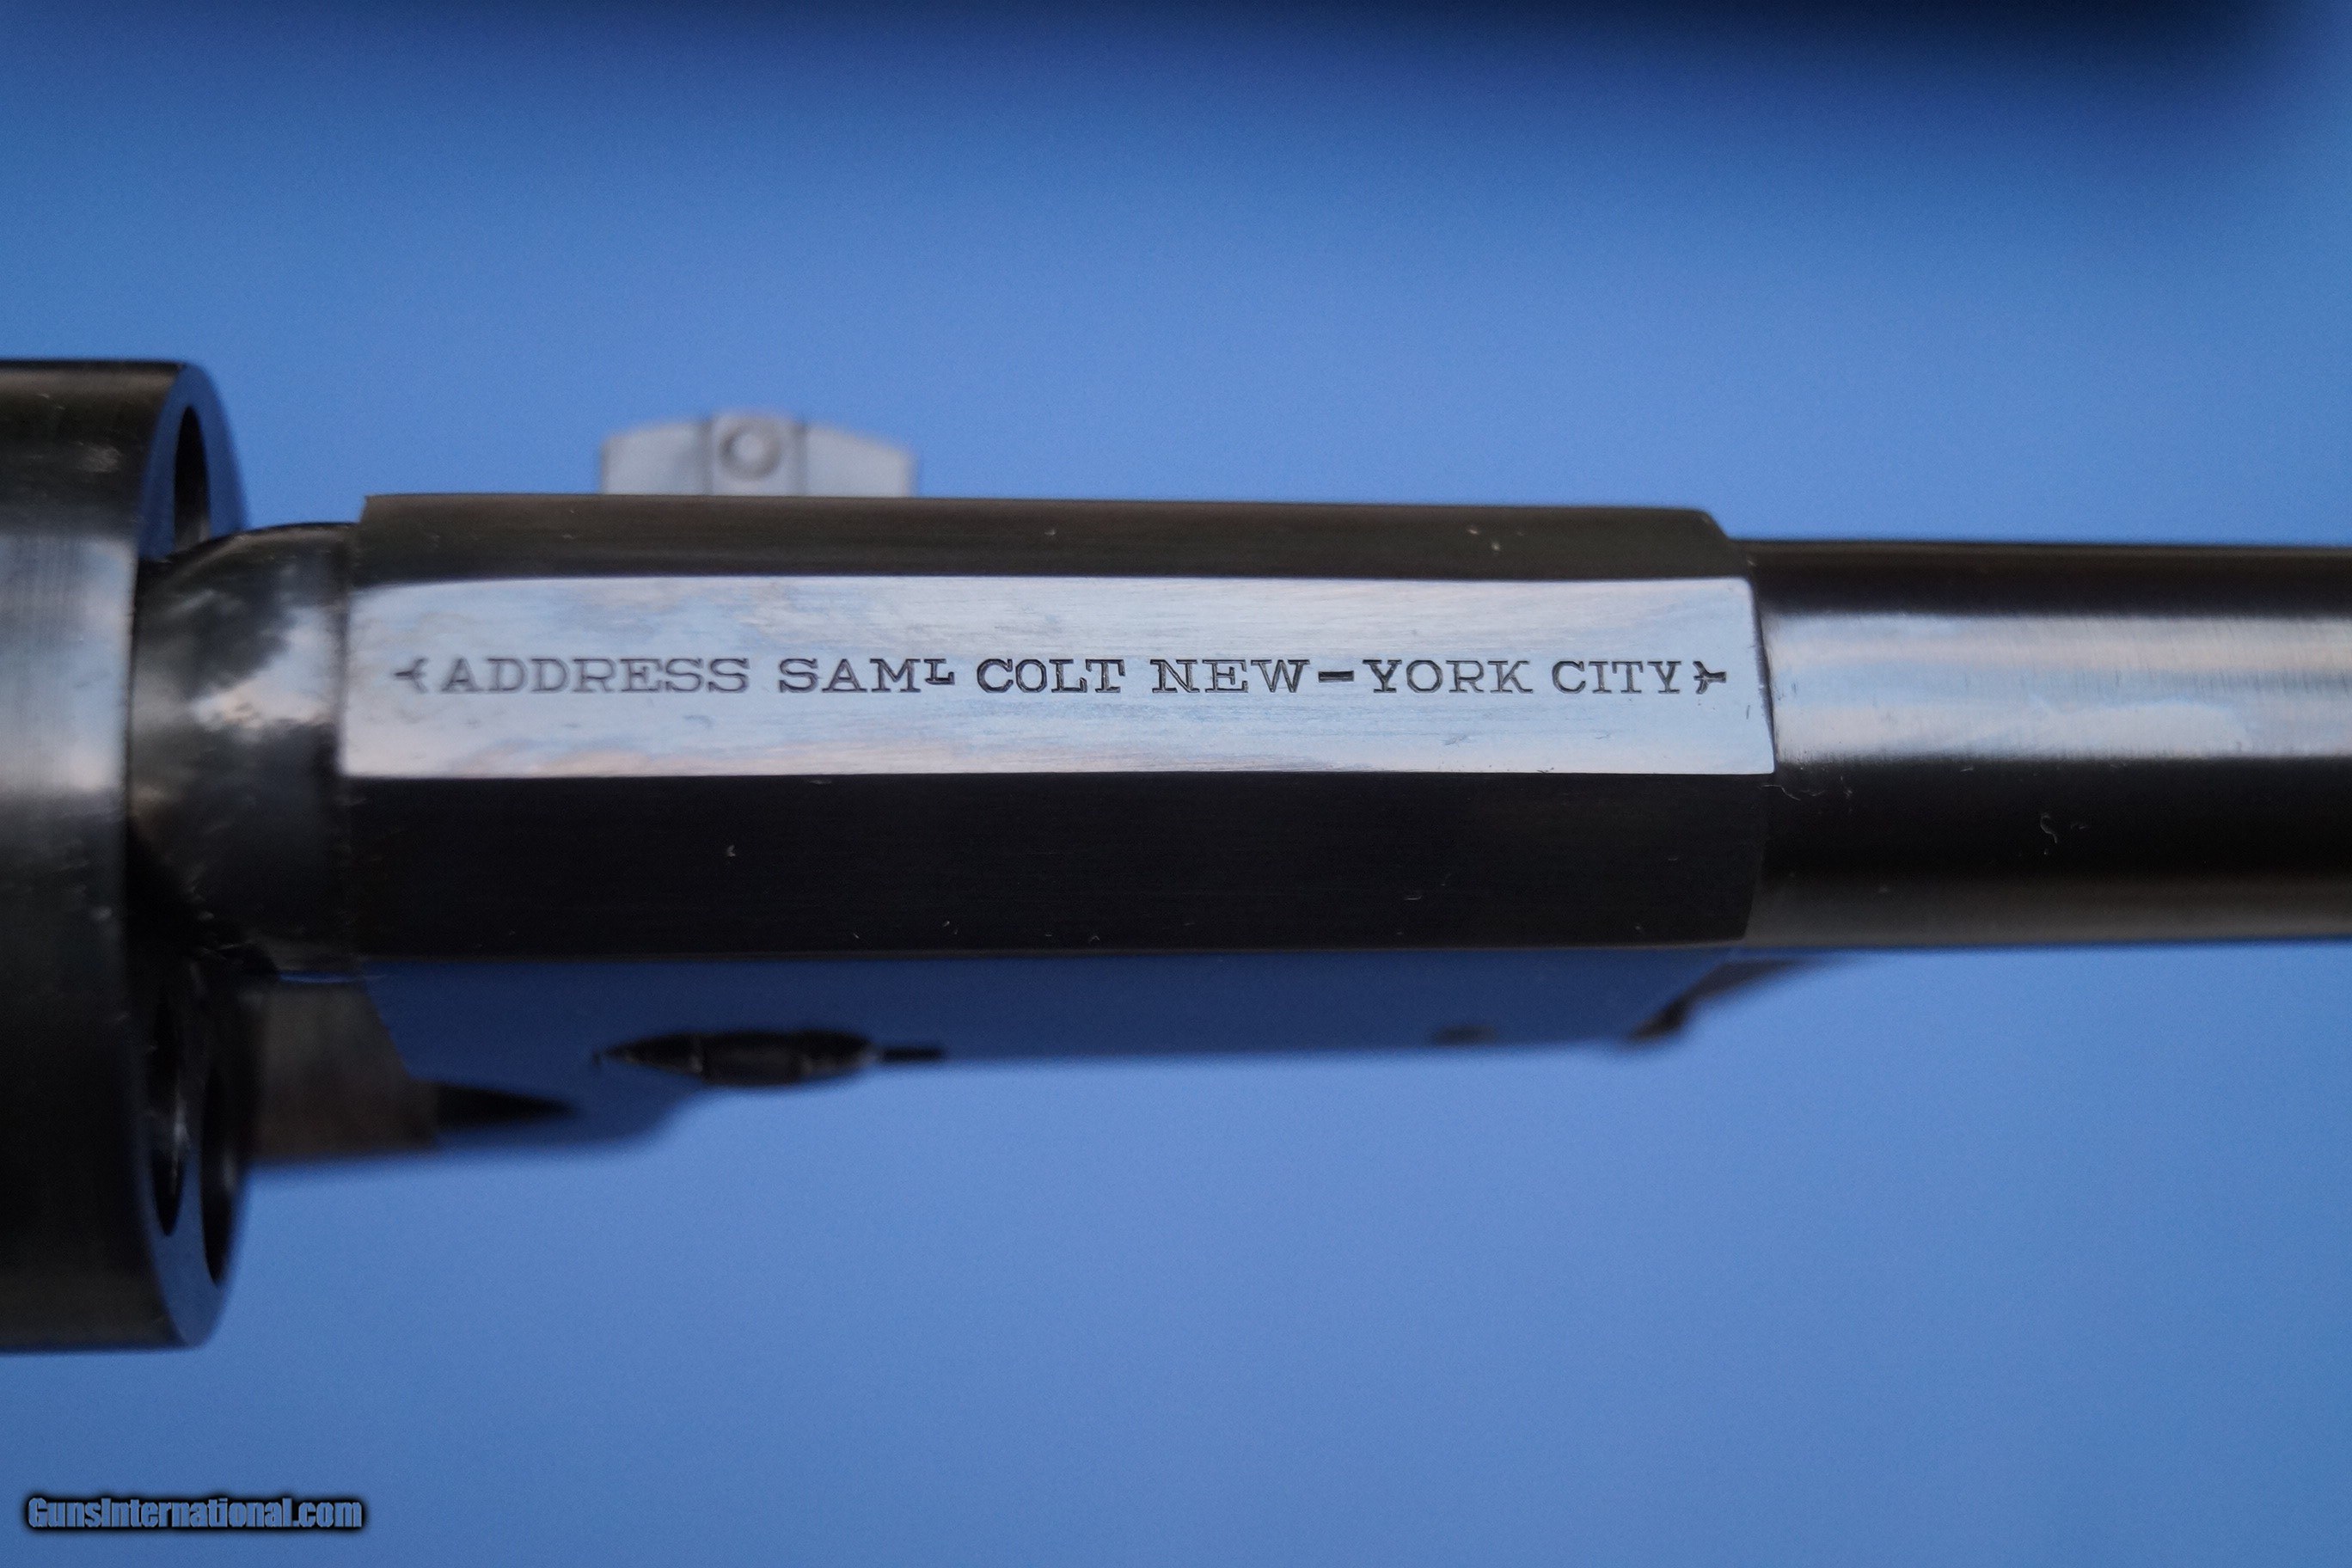 ADDRESS SAMᴸ COLT NEW-YORK CITY
GunsInternational.com